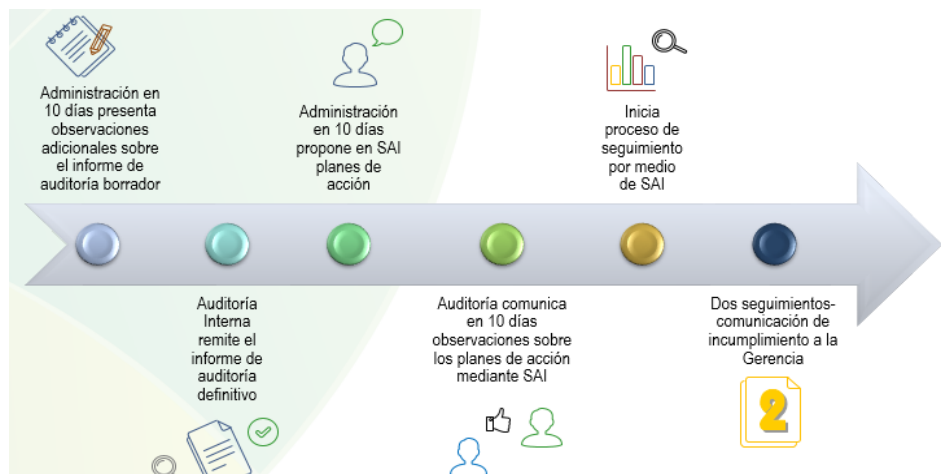 Administración en
10 días presenta
observaciones
adicionales sobre
el informe de
auditoría borrador
Auditoría
Interna
remite el
informe de
auditoría
definitivo
Administración
en 10 días
propone en SAI
planes de
acción
Auditoría comunica
en 10 días
observaciones sobre
los planes de acción
mediante SAI
Inicia
proceso de
seguimiento
por medio
de SAI
Dos seguimientos-
comunicación de
incumplimiento a la
Gerencia
2